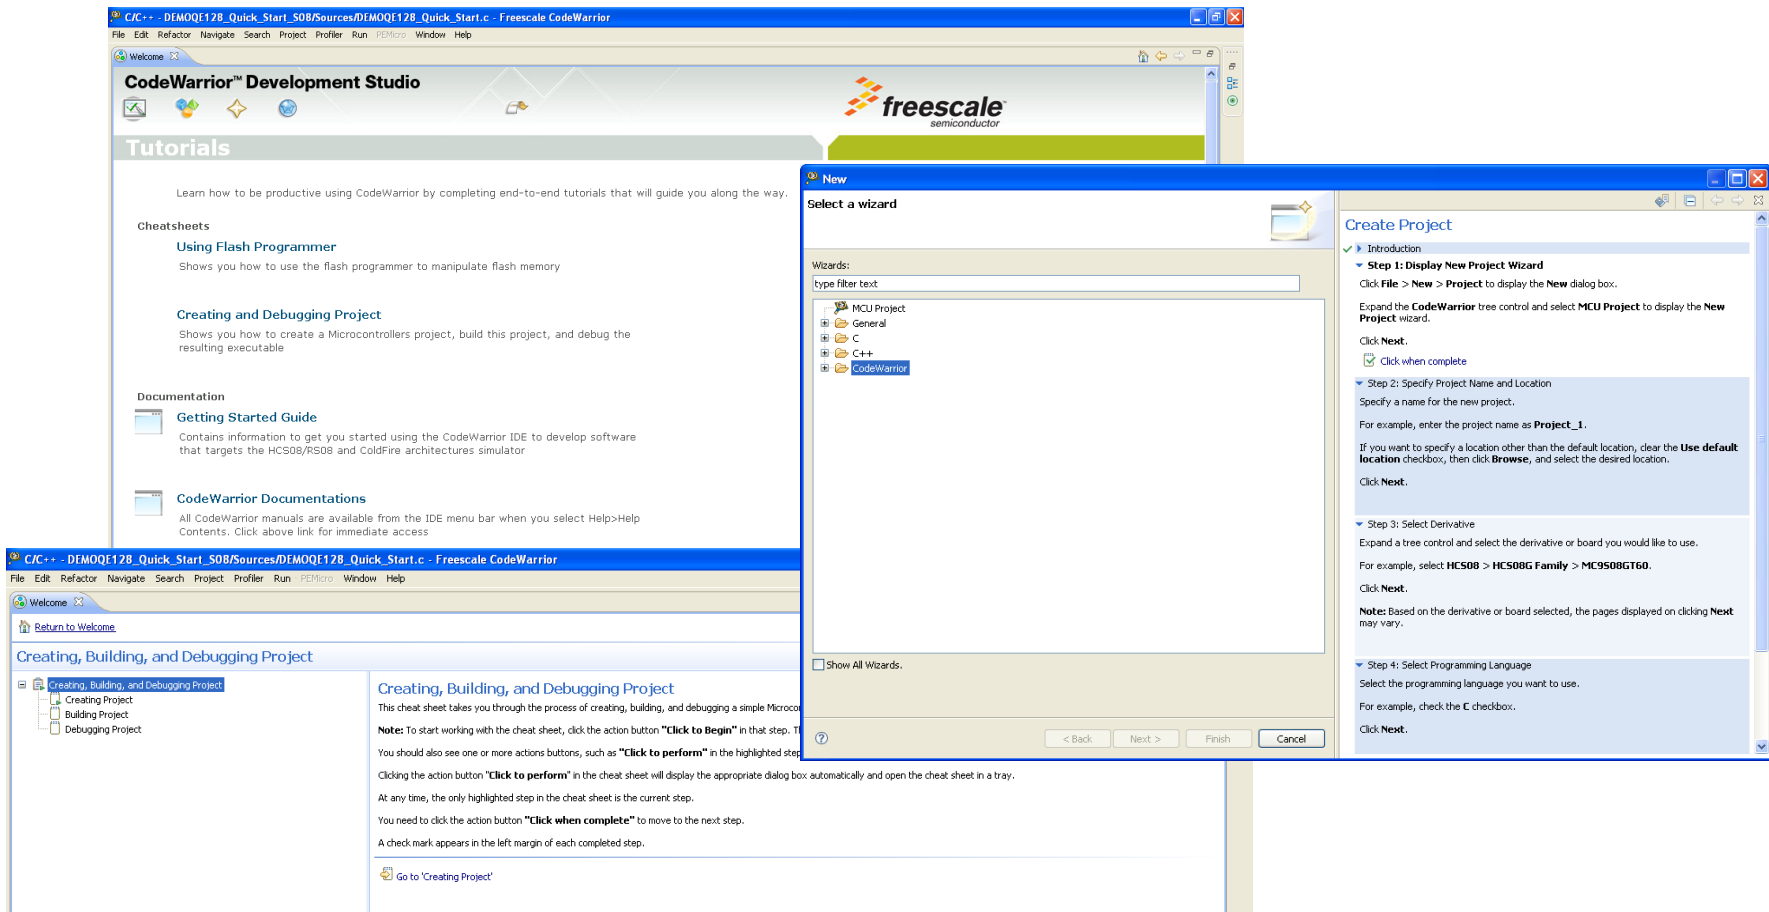 C/C++ - DEMOQE128_Quick_Start_S08/Sources/DEMOQE128_Quick_Start.c - Freescale CodeWarrior
File Edit Refactor Navigate Search Project Profiler Run PEMicro Window Help
Welcome
CodeWarrior™ Development Studio
freescale™
semiconductor
Tutorials
Learn how to be productive using CodeWarrior by completing end-to-end tutorials that will guide you along the way.
Cheatsheets
Using Flash Programmer
Shows you how to use the flash programmer to manipulate flash memory
Creating and Debugging Project
Shows you how to create a Microcontrollers project, build this project, and debug the
resulting executable
Documentation
Getting Started Guide
Contains information to get you started using the CodeWarrior IDE to develop software
that targets the HCS08/RS08 and ColdFire architectures simulator
CodeWarrior Documentations
All CodeWarrior manuals are available from the IDE menu bar when you select Help>Help
Contents. Click above link for immediate access
New
Select a wizard
Wizards:
type filter text
MCU Project
General
C
C++
CodeWarrior
Show All Wizards.
< Back Next > Finish Cancel
Create Project
Introduction
Step 1: Display New Project Wizard
Click File > New > Project to display the New dialog box.
Expand the CodeWarrior tree control and select MCU Project to display the New
Project wizard.
Click Next.
Click when complete
Step 2: Specify Project Name and Location
Specify a name for the new project.
For example, enter the project name as Project_1.
If you want to specify a location other than the default location, clear the Use default
location checkbox, then click Browse, and select the desired location.
Click Next.
Step 3: Select Derivative
Expand a tree control and select the derivative or board you would like to use.
For example, select HCS08 > HCS08G Family > MC9S08GT60.
Click Next.
Note: Based on the derivative or board selected, the pages displayed on clicking Next
may vary.
Step 4: Select Programming Language
Select the programming language you want to use.
For example, check the C checkbox.
Click Next.
C/C++ - DEMOQE128_Quick_Start_S08/Sources/DEMOQE128_Quick_Start.c - Freescale CodeWarrior
File Edit Refactor Navigate Search Project Profiler Run PEMicro Window Help
Welcome
Return to Welcome
Creating, Building, and Debugging Project
Creating, Building, and Debugging Project
Creating Project
Building Project
Debugging Project
Creating, Building, and Debugging Project
This cheat sheet takes you through the process of creating, building, and debugging a simple Microco
Note: To start working with the cheat sheet, click the action button "Click to Begin" in that step. T
You should also see one or more actions buttons, such as "Click to perform" in the highlighted step
Clicking the action button "Click to perform" in the cheat sheet will display the appropriate dialog box automatically and open the cheat sheet in a tray.
At any time, the only highlighted step in the cheat sheet is the current step.
You need to click the action button "Click when complete" to move to the next step.
A check mark appears in the left margin of each completed step.
Go to 'Creating Project'